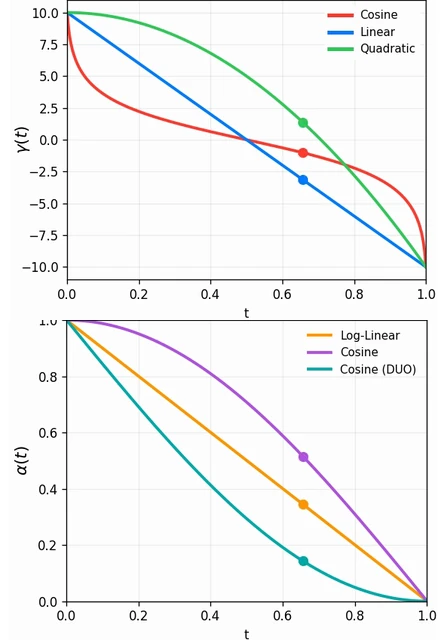 10.0
7.5
5.0
2.5
0.0
−2.5
−5.0
−7.5
−10.0
γ(t)
Cosine
Linear
Quadratic
0.0 0.2 0.4 0.6 0.8 1.0
t
1.0
0.8
0.6
0.4
0.2
0.0
α(t)
Log-Linear
Cosine
Cosine (DUO)
0.0 0.2 0.4 0.6 0.8 1.0
t